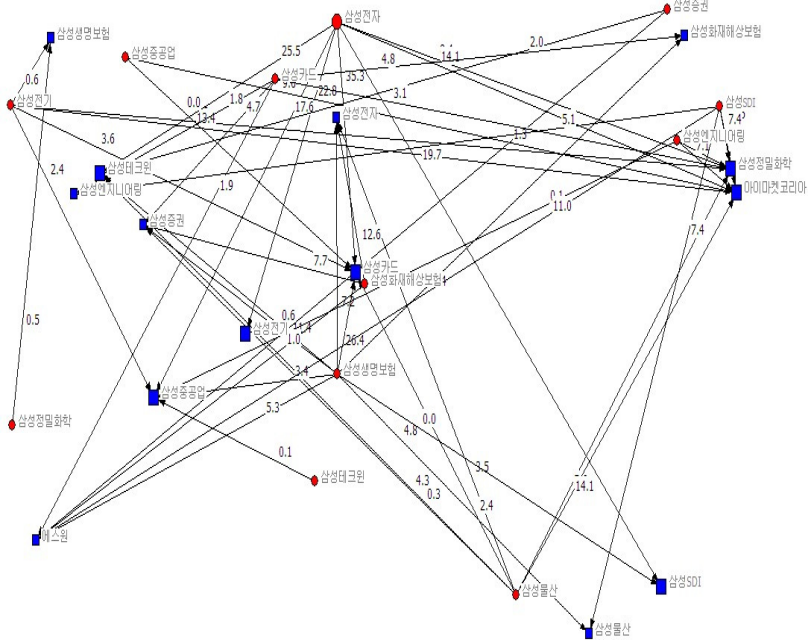 삼성증권
삼성전자
삼성생명보험
삼성화재해상보험
2.0
14.1
25.5
삼성중공업
4.8
삼성카드
35.3
0.6
22.8
3.1
1.8
0.0
삼성전기
4.7
17.6
삼성SDI
13.4
삼성전자
5.1
7.4
1.3
삼성엔지니어링
3.6
19.7
2.4
삼성테크윈
삼성정밀화학
1.9
삼성엔지니어링
아이마켓코리아
0.1
11.0
삼성증권
7.4
12.6
7.7
삼성카드
삼성화재해상보험
7.2
0.6
0.5
삼성전기
11.4
1.0
26.4
3.4
삼성생명보험
삼성중공업
5.3
0.0
삼성정밀화학
4.8
0.1
3.5
4.3
삼성테크윈
14.1
0.3
2.4
에스원
삼성SDI
삼성물산
삼성물산